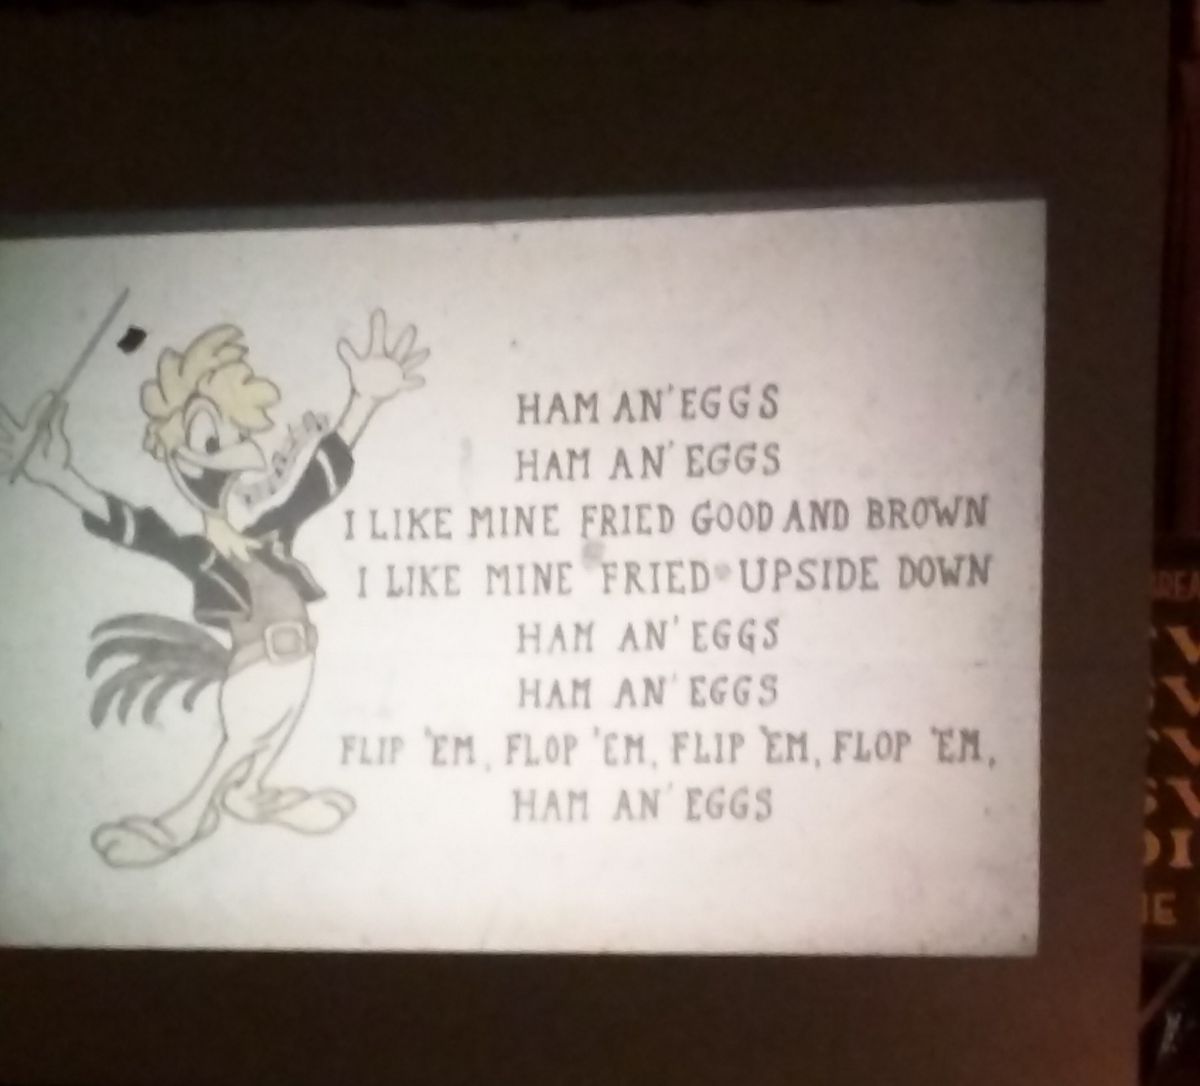 HAM AN' EGGS
HAM AN' EGGS
I LIKE MINE FRIED GOOD AND BROWN
I LIKE MINE FRIED UPSIDE DOWN
HAM AN' EGGS
HAM AN' EGGS
FLIP 'EM, FLOP 'EM, FLIP 'EM, FLOP 'EM,
HAM AN' EGGS